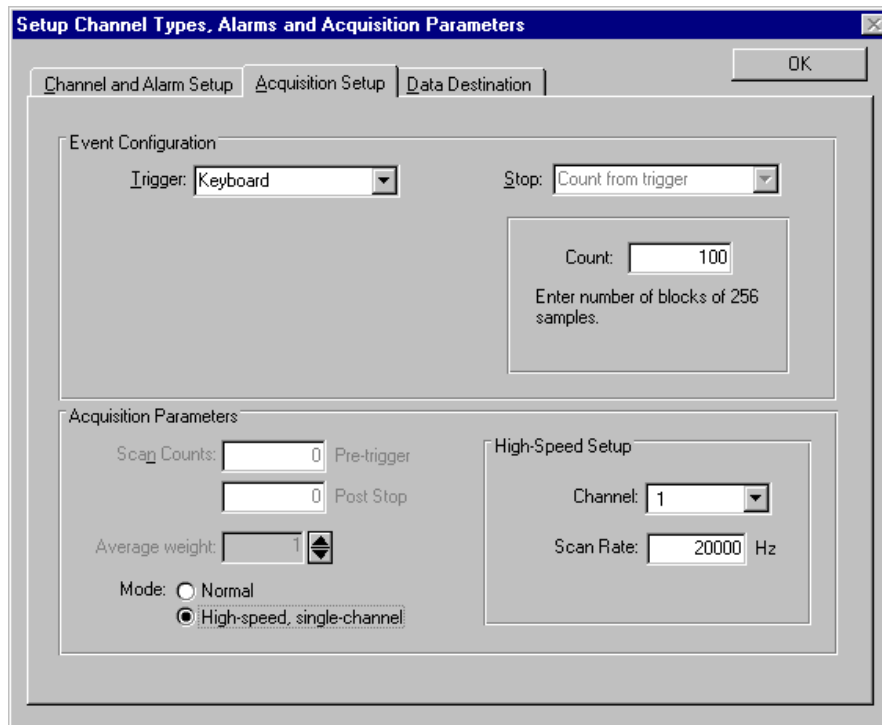 Setup Channel Types, Alarms and Acquisition Parameters
OK
Channel and Alarm Setup
Acquisition Setup
Data Destination
Event Configuration
Trigger: Keyboard
Stop: Count from trigger
Count: 100
Enter number of blocks of 256
samples.
Acquisition Parameters
Scan Counts: 0 Pre-trigger
0 Post Stop
Average weight: 1
Mode: Normal
High-speed, single-channel
High-Speed Setup
Channel: 1
Scan Rate: 20000 Hz